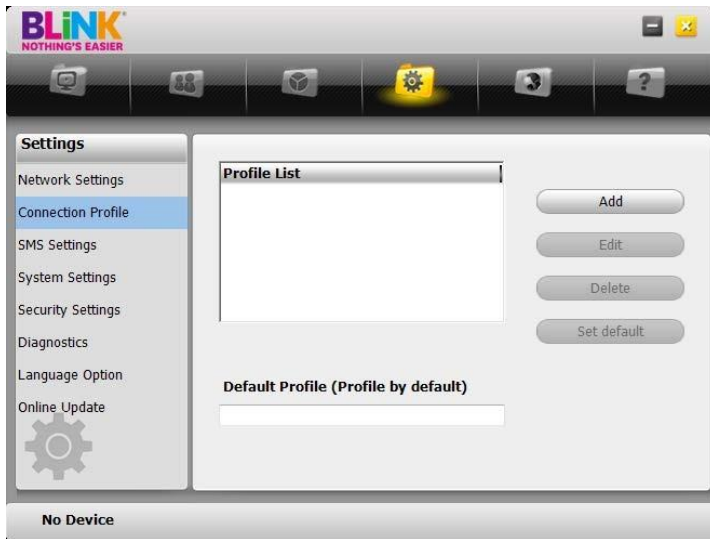 BLiNK
NOTHING'S EASIER
?
Settings
Network Settings
Connection Profile
SMS Settings
System Settings
Security Settings
Diagnostics
Language Option
Online Update
Profile List
Add
Edit
Delete
Set default
Default Profile (Profile by default)
No Device